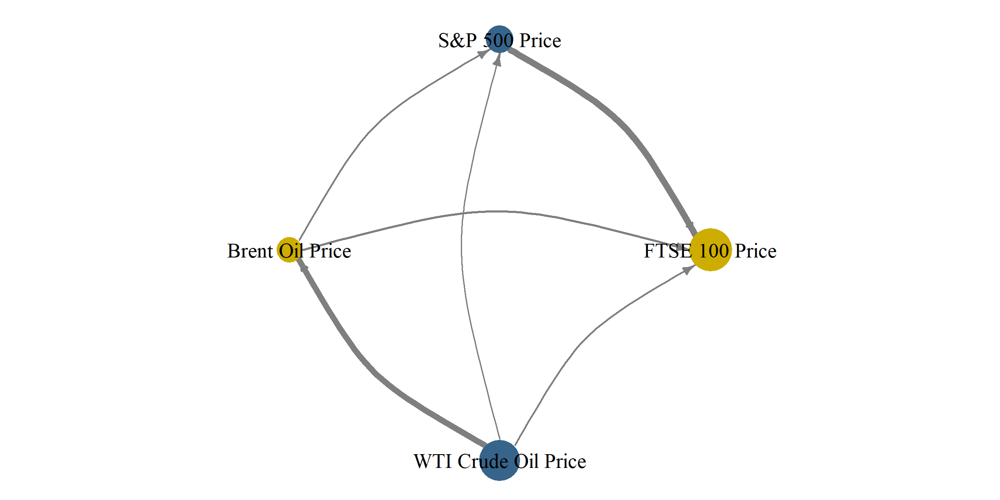 S&P 500 Price
Brent Oil Price
FTSE 100 Price
WTI Crude Oil Price